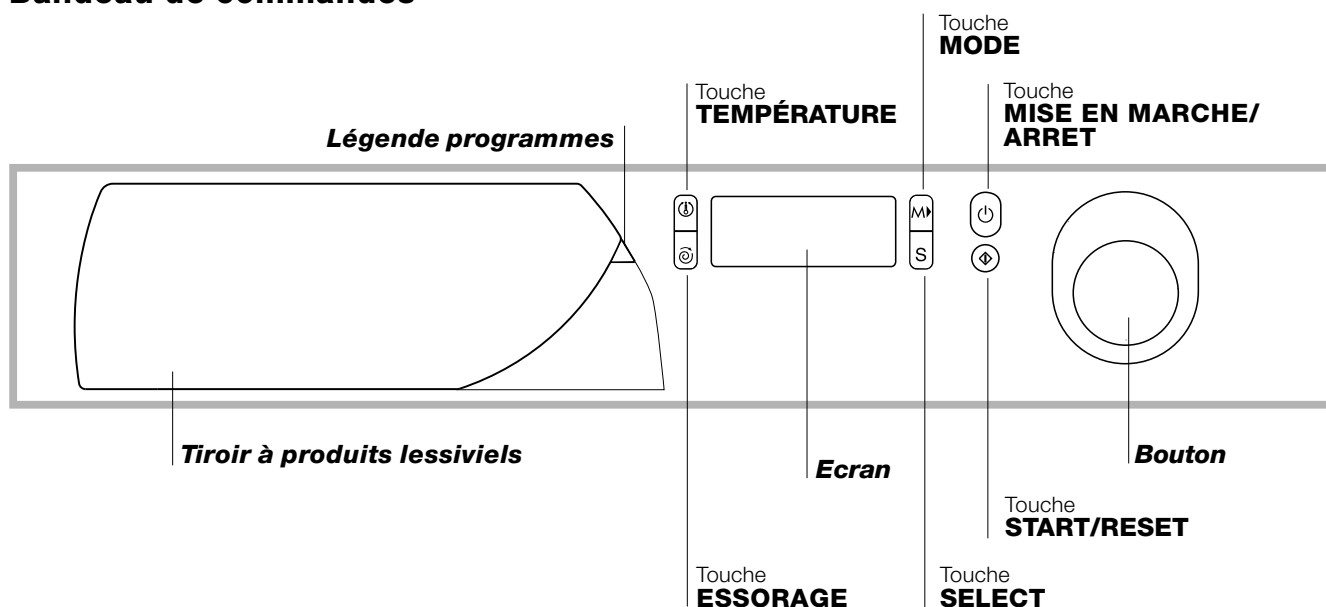 Bandeau de commandes
Touche
MODE
Touche
TEMPÉRATURE
Touche
MISE EN MARCHE/
ARRET
Légende programmes
M
S
Tiroir à produits lessiviels
Ecran
Bouton
Touche
START/RESET
Touche
ESSORAGE
Touche
SELECT